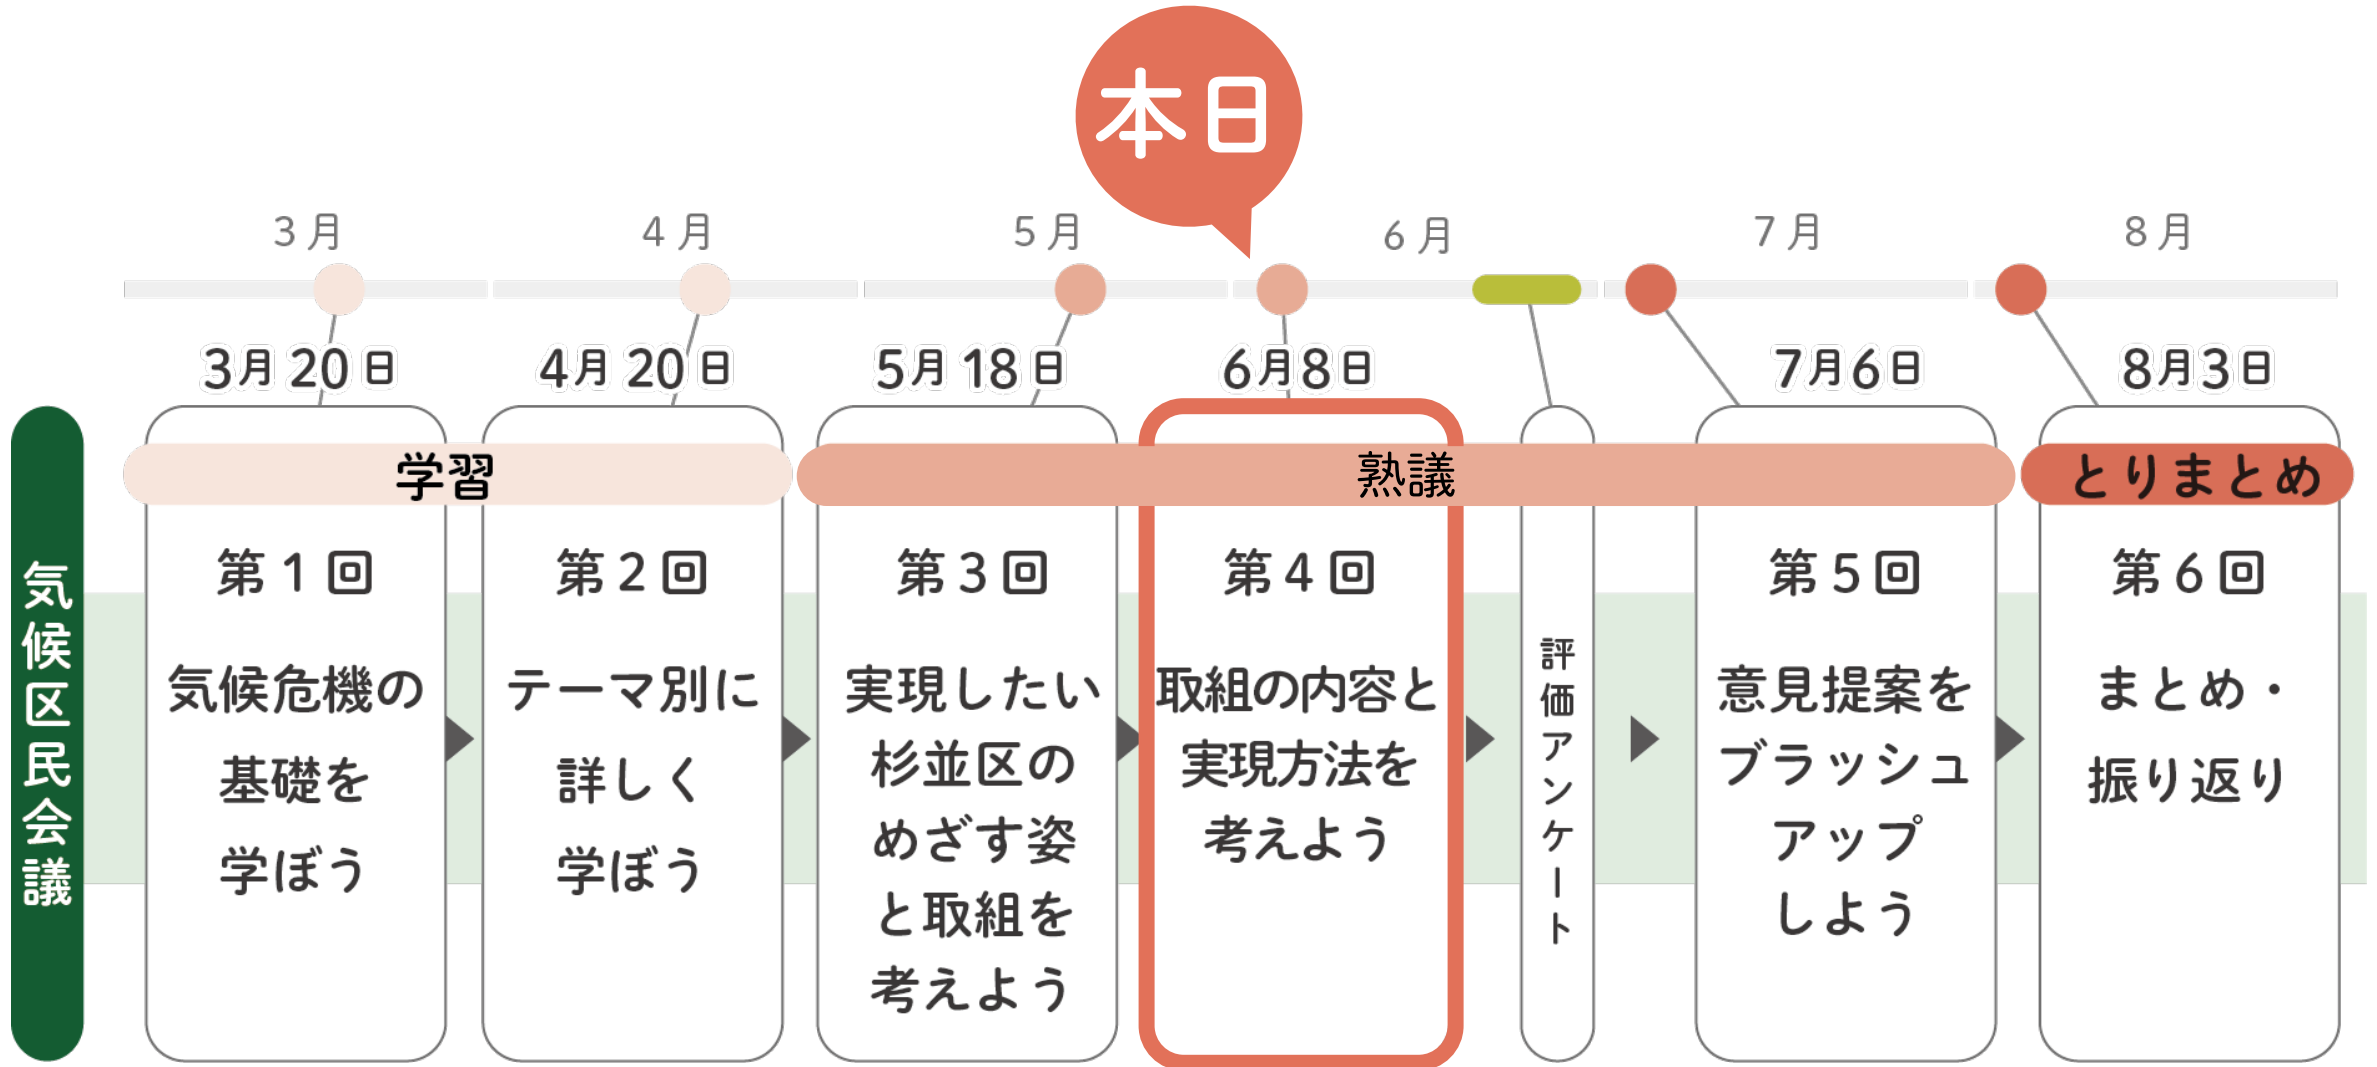 本日
3月
4月
5月
6月
7月
8月
3月20日
4月20日
5月18日
6月8日
7月6日
8月3日
気候区民会議
学習
熟議
とりまとめ
第1回
気候危機の
基礎を
学ぼう
第2回
テーマ別に
詳しく
学ぼう
第3回
実現したい
杉並区の
めざす姿
と取組を
考えよう
第4回
取組の内容と
実現方法を
考えよう
評価アンケート
第5回
意見提案を
ブラッシュ
アップ
しよう
第6回
まとめ・
振り返り